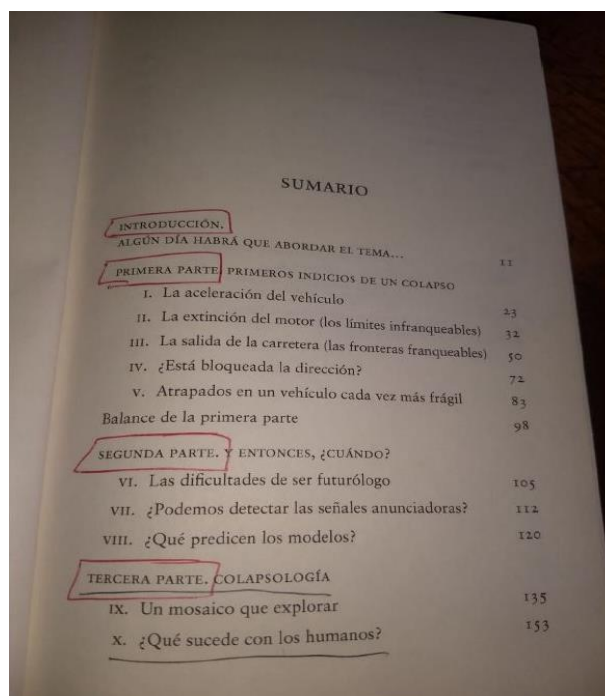 SUMARIO
INTRODUCCIÓN.
ALGÚN DÍA HABRÁ QUE ABORDAR EL TEMA... 11
PRIMERA PARTE. PRIMEROS INDICIOS DE UN COLAPSO
I. La aceleración del vehículo 23
II. La extinción del motor (los límites infranqueables) 32
III. La salida de la carretera (las fronteras franqueables) 50
IV. ¿Está bloqueada la dirección? 72
V. Atrapados en un vehículo cada vez más frágil 83
Balance de la primera parte 98
SEGUNDA PARTE. Y ENTONCES, ¿CUÁNDO?
VI. Las dificultades de ser futurólogo 105
VII. ¿Podemos detectar las señales anunciadoras? 112
VIII. ¿Qué predicen los modelos? 120
TERCERA PARTE. COLAPSOLOGÍA
IX. Un mosaico que explorar 135
X. ¿Qué sucede con los humanos? 153